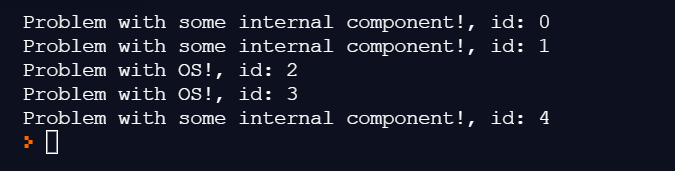 Problem with some internal component!, id: 0
Problem with some internal component!, id: 1
Problem with OS!, id: 2
Problem with OS!, id: 3
Problem with some internal component!, id: 4